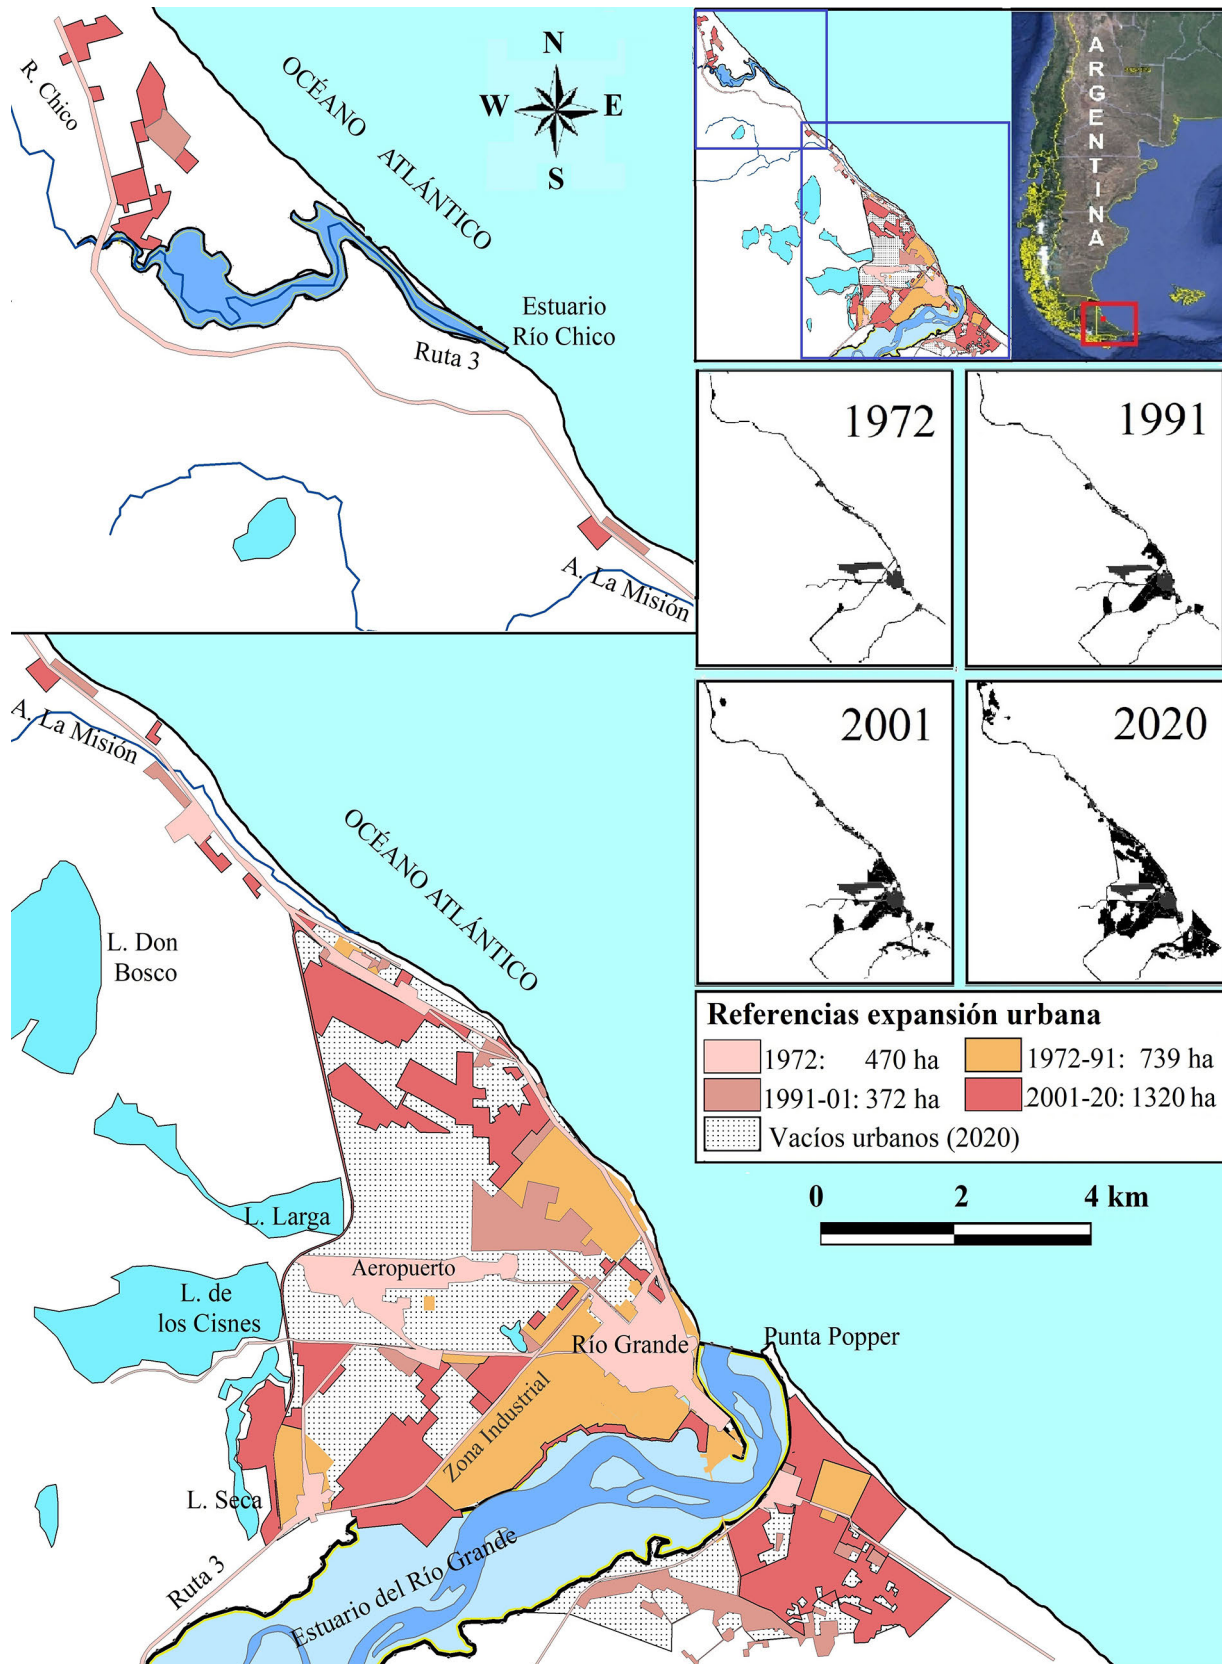 N
W
E
S
OCÉANO
ATLÁNTICO
R. Chico
Estuario
Río Chico
Ruta 3
A. La Misión
ARGENTINA
1972
1991
2001
2020
A. La Misión
OCÉANO ATLÁNTICO
L. Don
Bosco
L. Larga
Aeropuerto
L. de
los Cisnes
Río Grande
Punta Popper
Zona Industrial
L. Seca
Ruta 3
Estuario del Río Grande
Referencias expansión urbana
1972: 470 ha
1972-91: 739 ha
1991-01: 372 ha
2001-20: 1320 ha
Vacíos urbanos (2020)
0 2 4 km